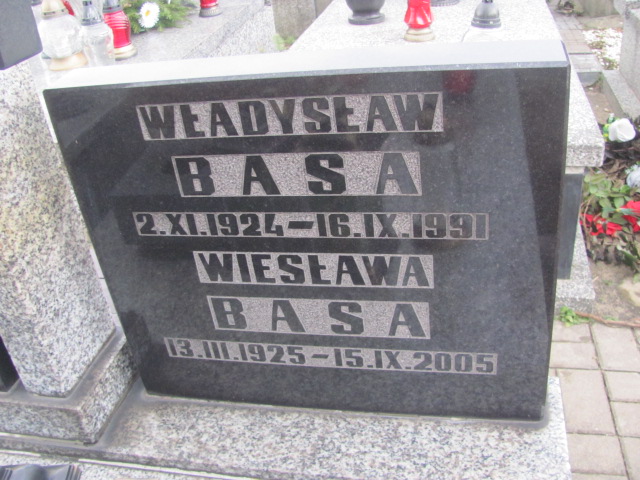 WŁADYSŁAW
BASA
2.XI.1924-16.IX.1991
WIESŁAWA
BASA
13.III.1925-15.IX.2005